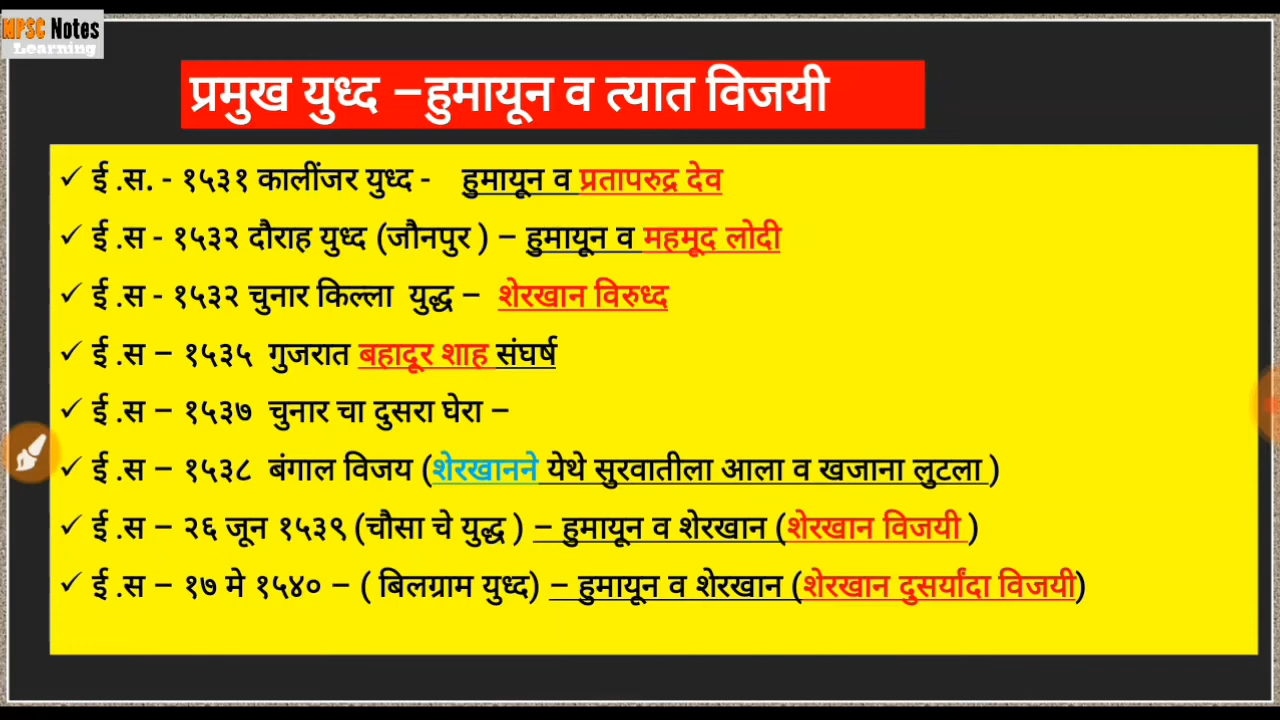 MPSC Notes
Learning
प्रमुख युध्द –हुमायून व त्यात विजयी
✓ ई .स. - १५३१ कालींजर युध्द - हुमायून व प्रतापरुद्र देव
✓ ई .स - १५३२ दौराह युध्द (जौनपुर ) – हुमायून व महमूद लोदी
✓ ई .स - १५३२ चुनार किल्ला युद्ध – शेरखान विरुध्द
✓ ई .स – १५३५ गुजरात बहादूर शाह संघर्ष
✓ ई .स – १५३७ चुनार चा दुसरा घेरा –
✓ ई .स – १५३८ बंगाल विजय (शेरखानने येथे सुरवातीला आला व खजाना लुटला )
✓ ई .स – २६ जून १५३९ (चौसा चे युद्ध ) – हुमायून व शेरखान (शेरखान विजयी )
✓ ई .स – १७ मे १५४० – ( बिलग्राम युध्द) – हुमायून व शेरखान (शेरखान दुसर्यांदा विजयी)